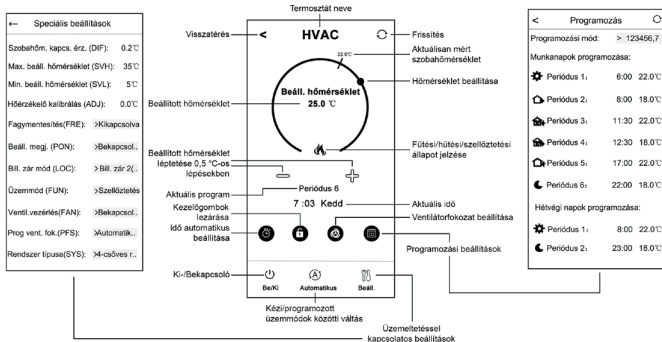 ← Speciális beállítások
Szobahőm. kapcs. érz. (DIF): 0.2℃
Max. beáll. hőmérséklet (SVH): 35℃
Min. beáll. hőmérséklet (SVL): 5℃
Hőérzékelő kalibrálás (ADJ): 0.0℃
Fagymentesítés(FRE): >Kikapcsolva
Beáll. megj. (PON): >Bekapcsol..
Bill. zár mód (LOC): >Bill. zár 2(..
Üzemmód (FUN): >Szellőztetés
Ventil.vezérlés(FAN): >Bekapcsol..
Prog vent. fok.(PFS): >Automatik..
Rendszer típusa(SYS): >4-csöves r..
Termosztát neve
Visszatérés
< HVAC
Frissítés
22.0℃
Aktuálisan mért
szobahőmérséklet
Hőmérséklet beállítása
Beállított hőmérséklet
Beáll. hőmérséklet
25.0 ℃
Fűtési/hűtési/szellőztetési
állapot jelzése
Beállított hőmérséklet
léptetése 0,5 °C-os
lépésekben
Aktuális program
Periódus 6
7 :03 Kedd
Aktuális idő
Kezelőgombok
lezárása
Ventilátorfokozat beállítása
Idő automatikus
beállítása
Programozási beállítások
Ki-/Bekapcsoló
Be/Ki
Automatikus
Beáll.
Kézi/programozott
üzemmódok közötti váltás
Üzemeltetéssel
kapcsolatos beállítások
< Programozás
Programozási mód: > 123456,7
Munkanapok programozása:
Periódus 1: 6:00 22.0℃
Periódus 2: 8:00 18.0℃
Periódus 3: 11:30 22.0℃
Periódus 4: 12:30 18.0℃
Periódus 5: 17:00 22.0℃
Periódus 6: 22:00 18.0℃
Hétvégi napok programozása:
Periódus 1: 8:00 22.0℃
Periódus 2: 23:00 18.0℃